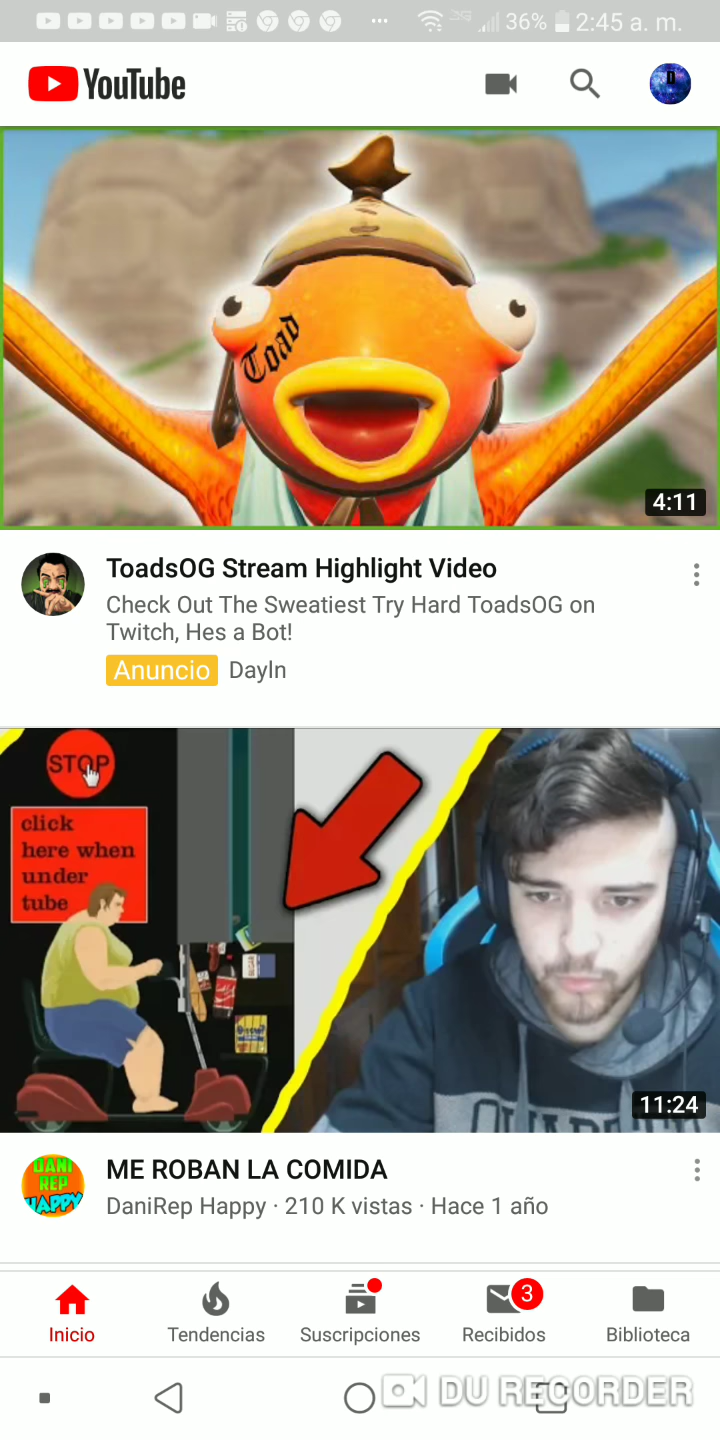 36% 2:45 a. m.
YouTube
D
Toad
4:11
ToadsOG Stream Highlight Video
Check Out The Sweatiest Try Hard ToadsOG on
Twitch, Hes a Bot!
Anuncio DayIn
STOP
click
here when
under
tube
11:24
DANI
REP
HAPPY
ME ROBAN LA COMIDA
DaniRep Happy · 210 K vistas · Hace 1 año
3
Inicio Tendencias Suscripciones Recibidos Biblioteca
DU RECORDER